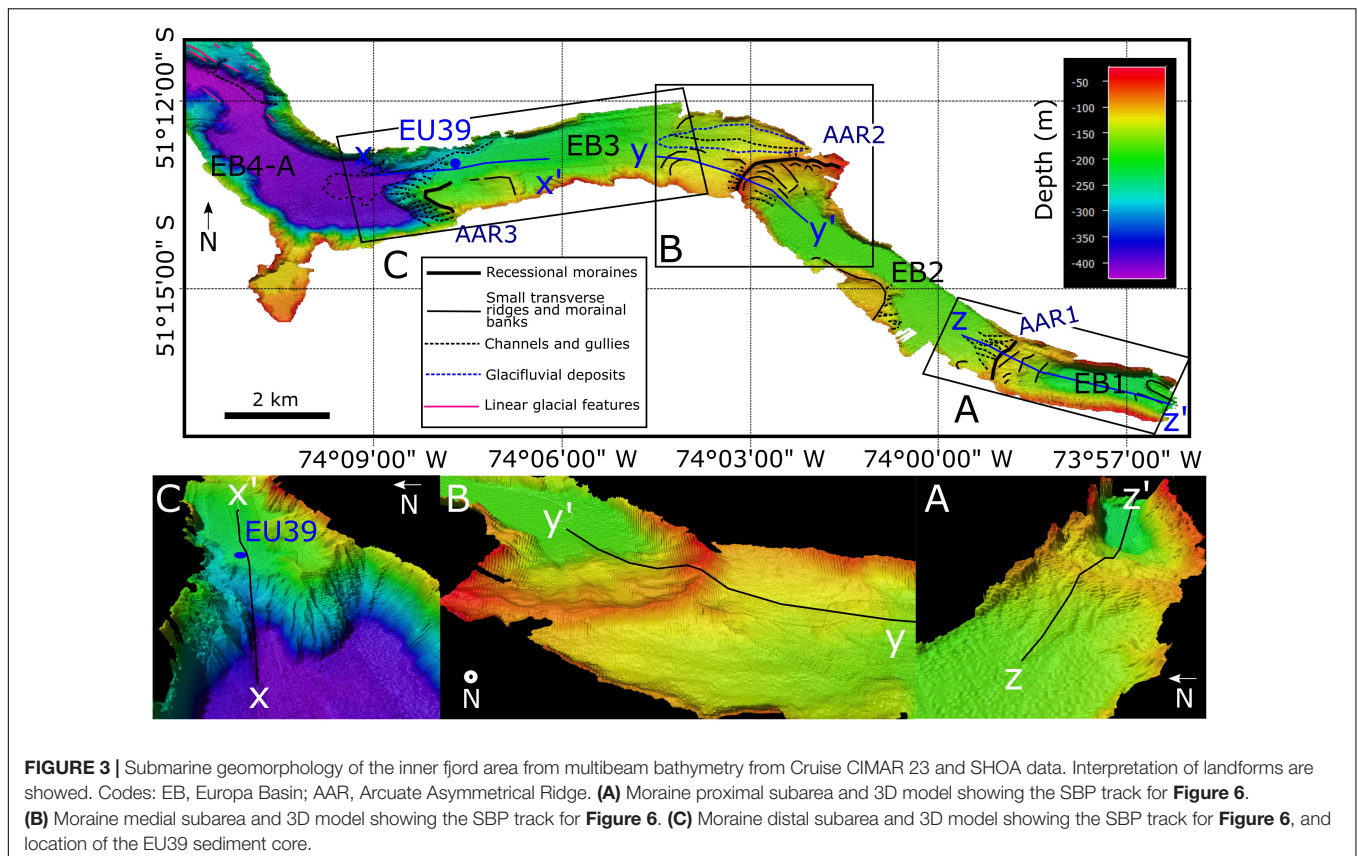 51°12'00" S
51°15'00" S
EB4-A
N
x
EU39
EB3
x'
AAR3
C
y
AAR2
y'
B
EB2
z
AAR1
EB1
z'
A
Depth (m)
-50
-100
-150
-200
-250
-300
-350
-400
Recessional moraines
Small transverse
ridges and morainal
banks
Channels and gullies
Glacifluvial deposits
Linear glacial features
2 km
74°09'00" W
74°06'00" W
74°03'00" W
74°00'00" W
73°57'00" W
C
x'
N
EU39
x
B
y'
y
N
A
z'
z
N
FIGURE 3 | Submarine geomorphology of the inner fjord area from multibeam bathymetry from Cruise CIMAR 23 and SHOA data. Interpretation of landforms are
showed. Codes: EB, Europa Basin; AAR, Arcuate Asymmetrical Ridge. (A) Moraine proximal subarea and 3D model showing the SBP track for Figure 6.
(B) Moraine medial subarea and 3D model showing the SBP track for Figure 6. (C) Moraine distal subarea and 3D model showing the SBP track for Figure 6, and
location of the EU39 sediment core.